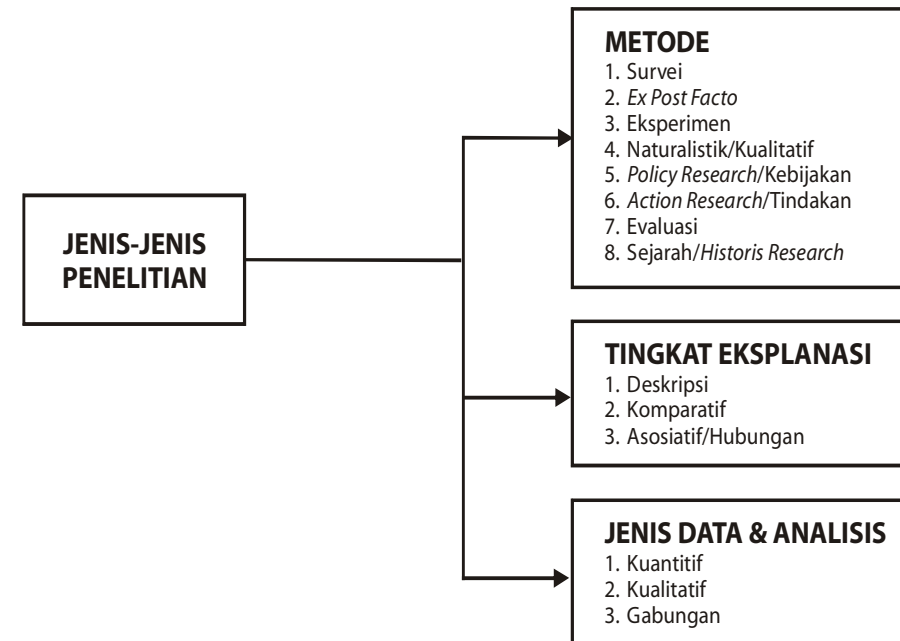 JENIS-JENIS
PENELITIAN
METODE
1. Survei
2. Ex Post Facto
3. Eksperimen
4. Naturalistik/Kualitatif
5. Policy Research/Kebijakan
6. Action Research/Tindakan
7. Evaluasi
8. Sejarah/Historis Research
TINGKAT EKSPLANASI
1. Deskripsi
2. Komparatif
3. Asosiatif/Hubungan
JENIS DATA & ANALISIS
1. Kuantitif
2. Kualitatif
3. Gabungan